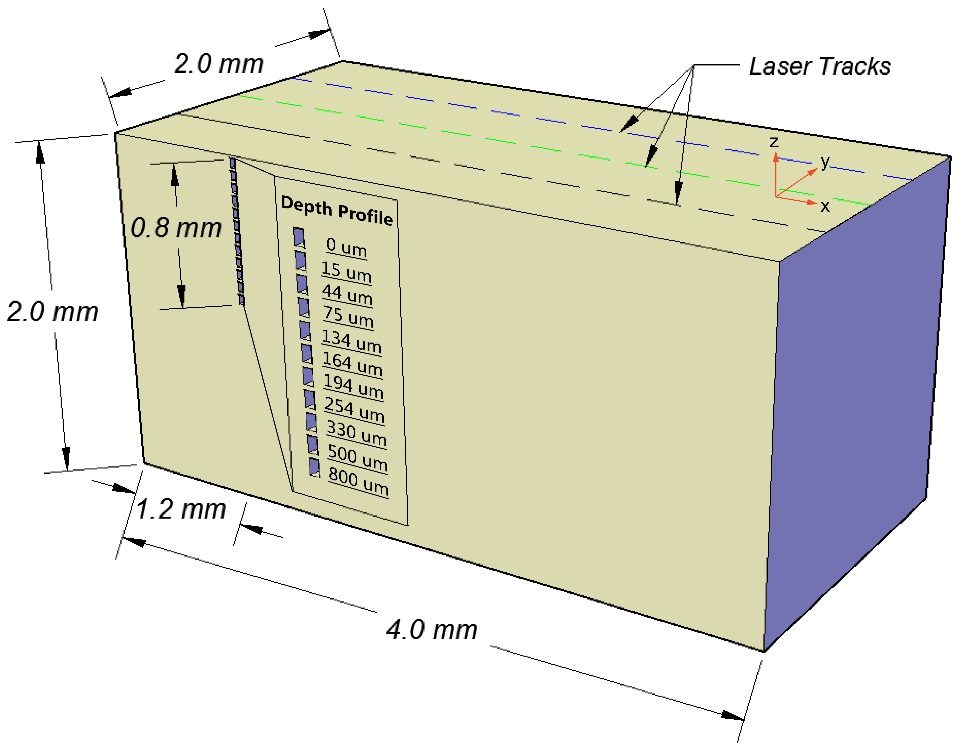 2.0 mm
Laser Tracks
z
y
x
0.8 mm
2.0 mm
Depth Profile
0 um
15 um
44 um
75 um
134 um
164 um
194 um
254 um
330 um
500 um
800 um
1.2 mm
4.0 mm